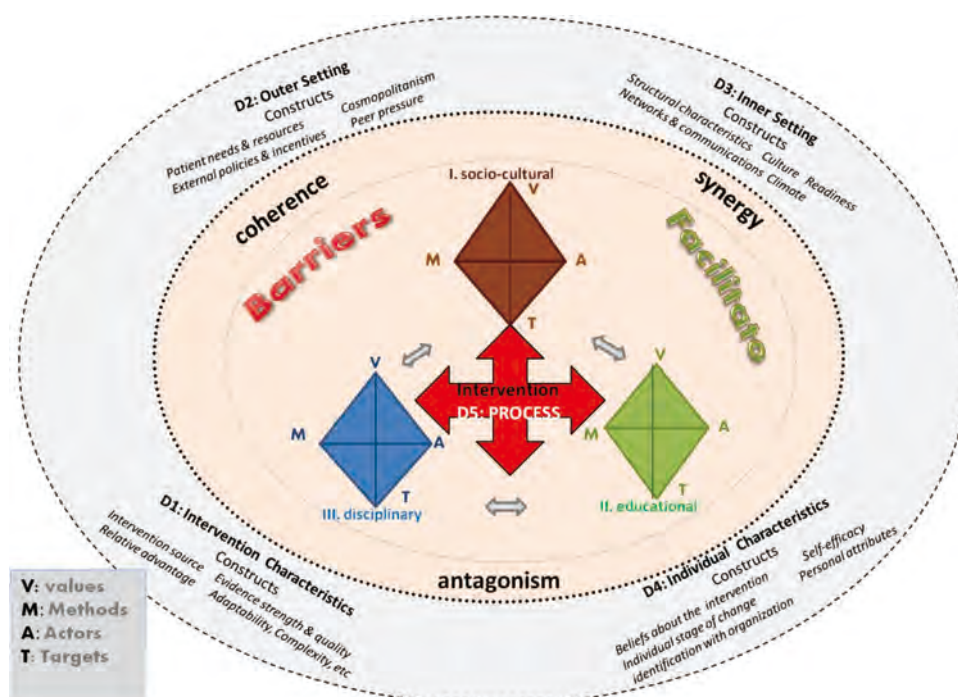 D2: Outer Setting
Constructs
Cosmopolitanism
Patient needs & resources
Peer pressure
External policies & incentives
D3: Inner Setting
Constructs
Structural characteristics
Culture
Readiness
Networks & communications
Climate
coherence
synergy
Barriers
Facilitate
I. socio-cultural
V
M
A
T
Intervention
D5: PROCESS
V
M
A
T
III. disciplinary
V
M
A
T
II. educational
antagonism
D1: Intervention Characteristics
Constructs
Intervention source
Evidence strength & quality
Relative advantage
Adaptability, Complexity, etc
D4: Individual Characteristics
Constructs
Self-efficacy
Beliefs about the intervention
Personal attributes
Individual stage of change
identification with organization
V: values
M: Methods
A: Actors
T: Targets